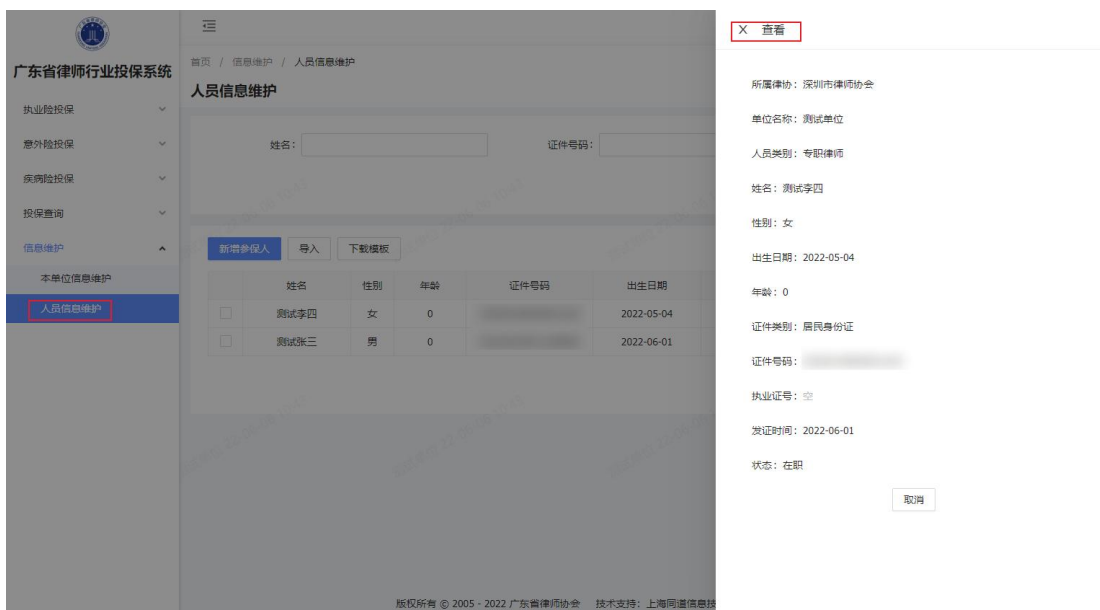 广东省律师行业投保系统
执业险投保
意外险投保
疾病险投保
投保查询
信息维护
本单位信息维护
人员信息维护
首页 / 信息维护 / 人员信息维护
人员信息维护
姓名: 证件号码:
新增参保人 导入 下载模板
姓名 性别 年龄 证件号码 出生日期
测试李四 女 0 2022-05-04
测试张三 男 0 2022-06-01
版权所有 © 2005 - 2022 广东省律师协会 技术支持: 上海同道信息技
X 查看
所属律协: 深圳市律师协会
单位名称: 测试单位
人员类别: 专职律师
姓名: 测试李四
性别: 女
出生日期: 2022-05-04
年龄: 0
证件类别: 居民身份证
证件号码:
执业证号: 空
发证时间: 2022-06-01
状态: 在职
取消